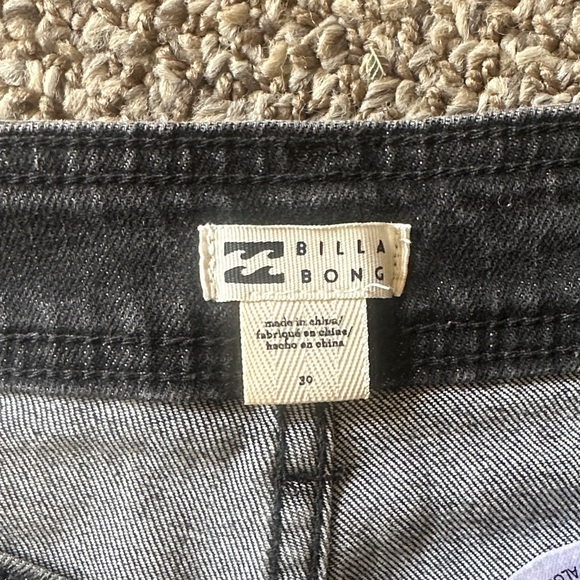 BILLA
BONG
made in china/
fabriqué en chine/
hecho en china
30